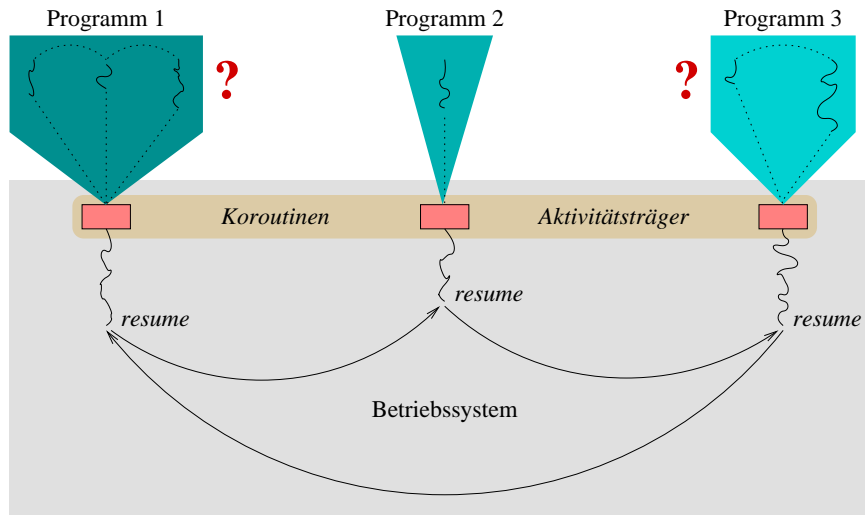 Programm 1
Programm 2
Programm 3
?
?
Koroutinen
Aktivitätsträger
resume
resume
resume
Betriebssystem